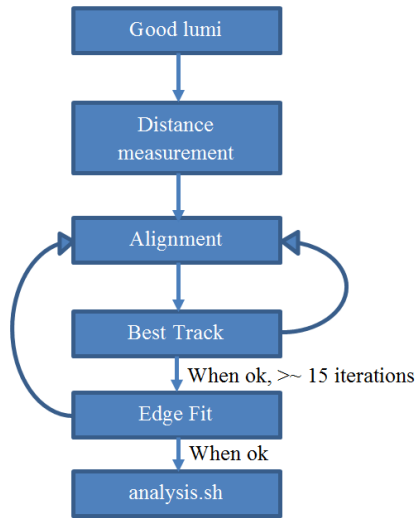 Good lumi
Distance
measurement
Alignment
Best Track
When ok, >~ 15 iterations
Edge Fit
When ok
analysis.sh